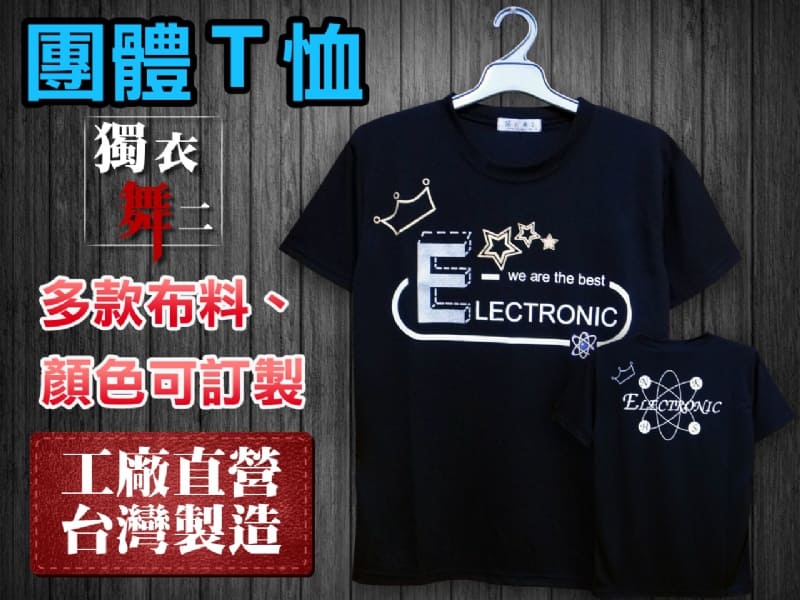 團體T恤
獨衣
舞二
多款布料、
顏色可訂製
工廠直營
台灣製造
E - we are the best
ELECTRONIC
ELECTRONIC